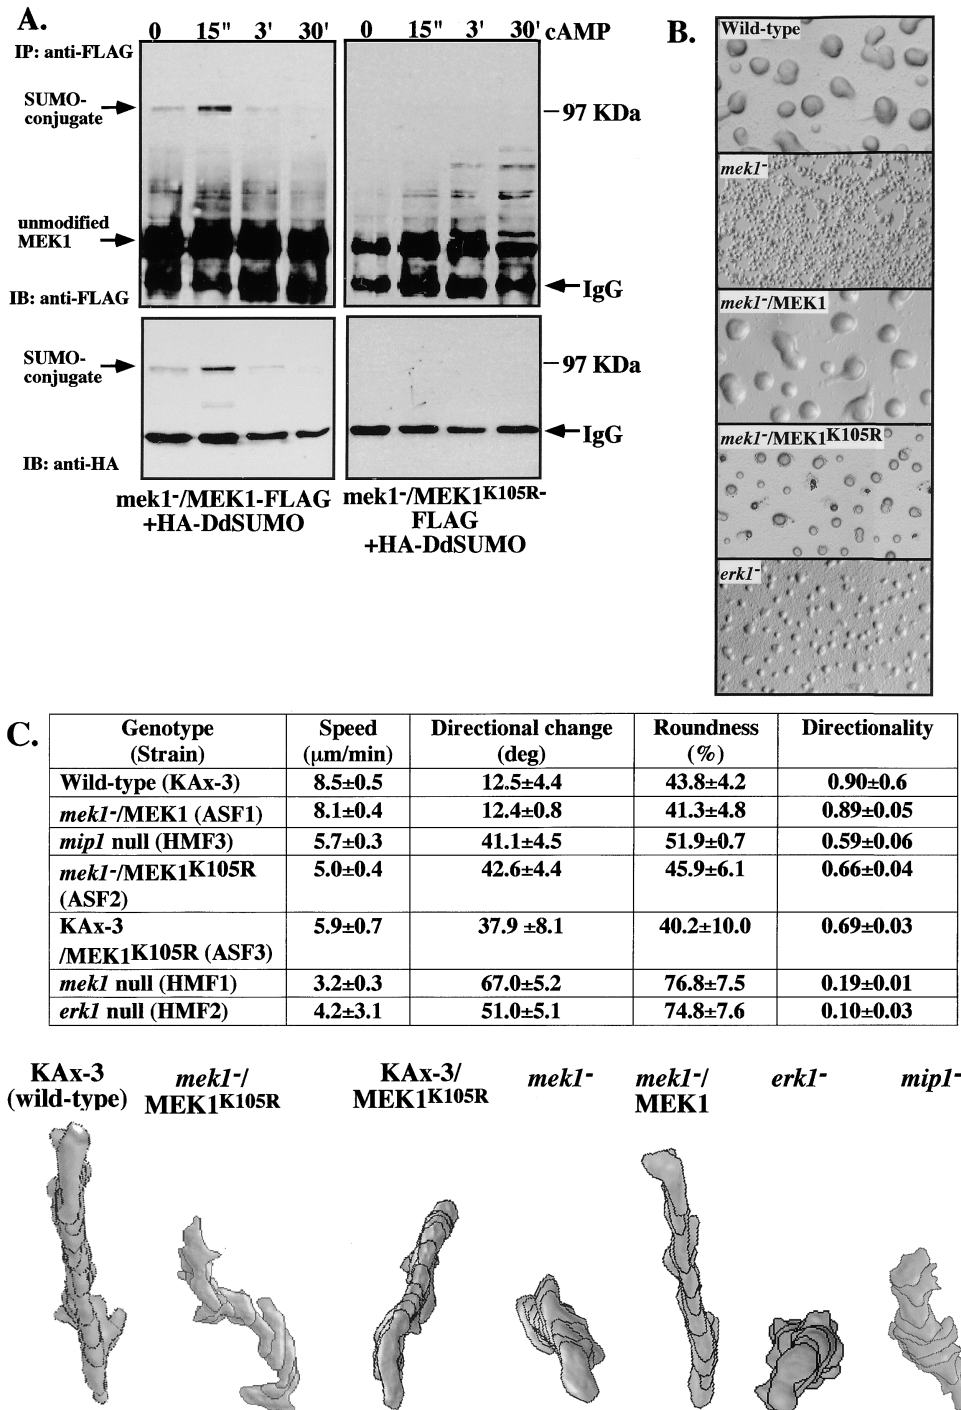 A.
0 15" 3' 30' 0 15" 3' 30' cAMP
IP: anti-FLAG
SUMO-
conjugate
97 KDa
unmodified
MEK1
IB: anti-FLAG
IgG
SUMO-
conjugate
97 KDa
IgG
IB: anti-HA
mek1-/MEK1-FLAG
+HA-DdSUMO
mek1-/MEK1K105R-
FLAG
+HA-DdSUMO
B.
Wild-type
mek1-
mek1-/MEK1
mek1-/MEK1K105R
erk1-
C.
Genotype (Strain) Speed (μm/min) Directional change (deg) Roundness (%) Directionality
Wild-type (KAx-3) 8.5±0.5 12.5±4.4 43.8±4.2 0.90±0.6
mek1-/MEK1 (ASF1) 8.1±0.4 12.4±0.8 41.3±4.8 0.89±0.05
mip1 null (HMF3) 5.7±0.3 41.1±4.5 51.9±0.7 0.59±0.06
mek1-/MEK1K105R (ASF2) 5.0±0.4 42.6±4.4 45.9±6.1 0.66±0.04
KAx-3 /MEK1K105R (ASF3) 5.9±0.7 37.9 ±8.1 40.2±10.0 0.69±0.03
mek1 null (HMF1) 3.2±0.3 67.0±5.2 76.8±7.5 0.19±0.01
erk1 null (HMF2) 4.2±3.1 51.0±5.1 74.8±7.6 0.10±0.03
KAx-3
(wild-type)
mek1-/
MEK1K105R
KAx-3/
MEK1K105R
mek1-
mek1-/
MEK1
erk1-
mip1-